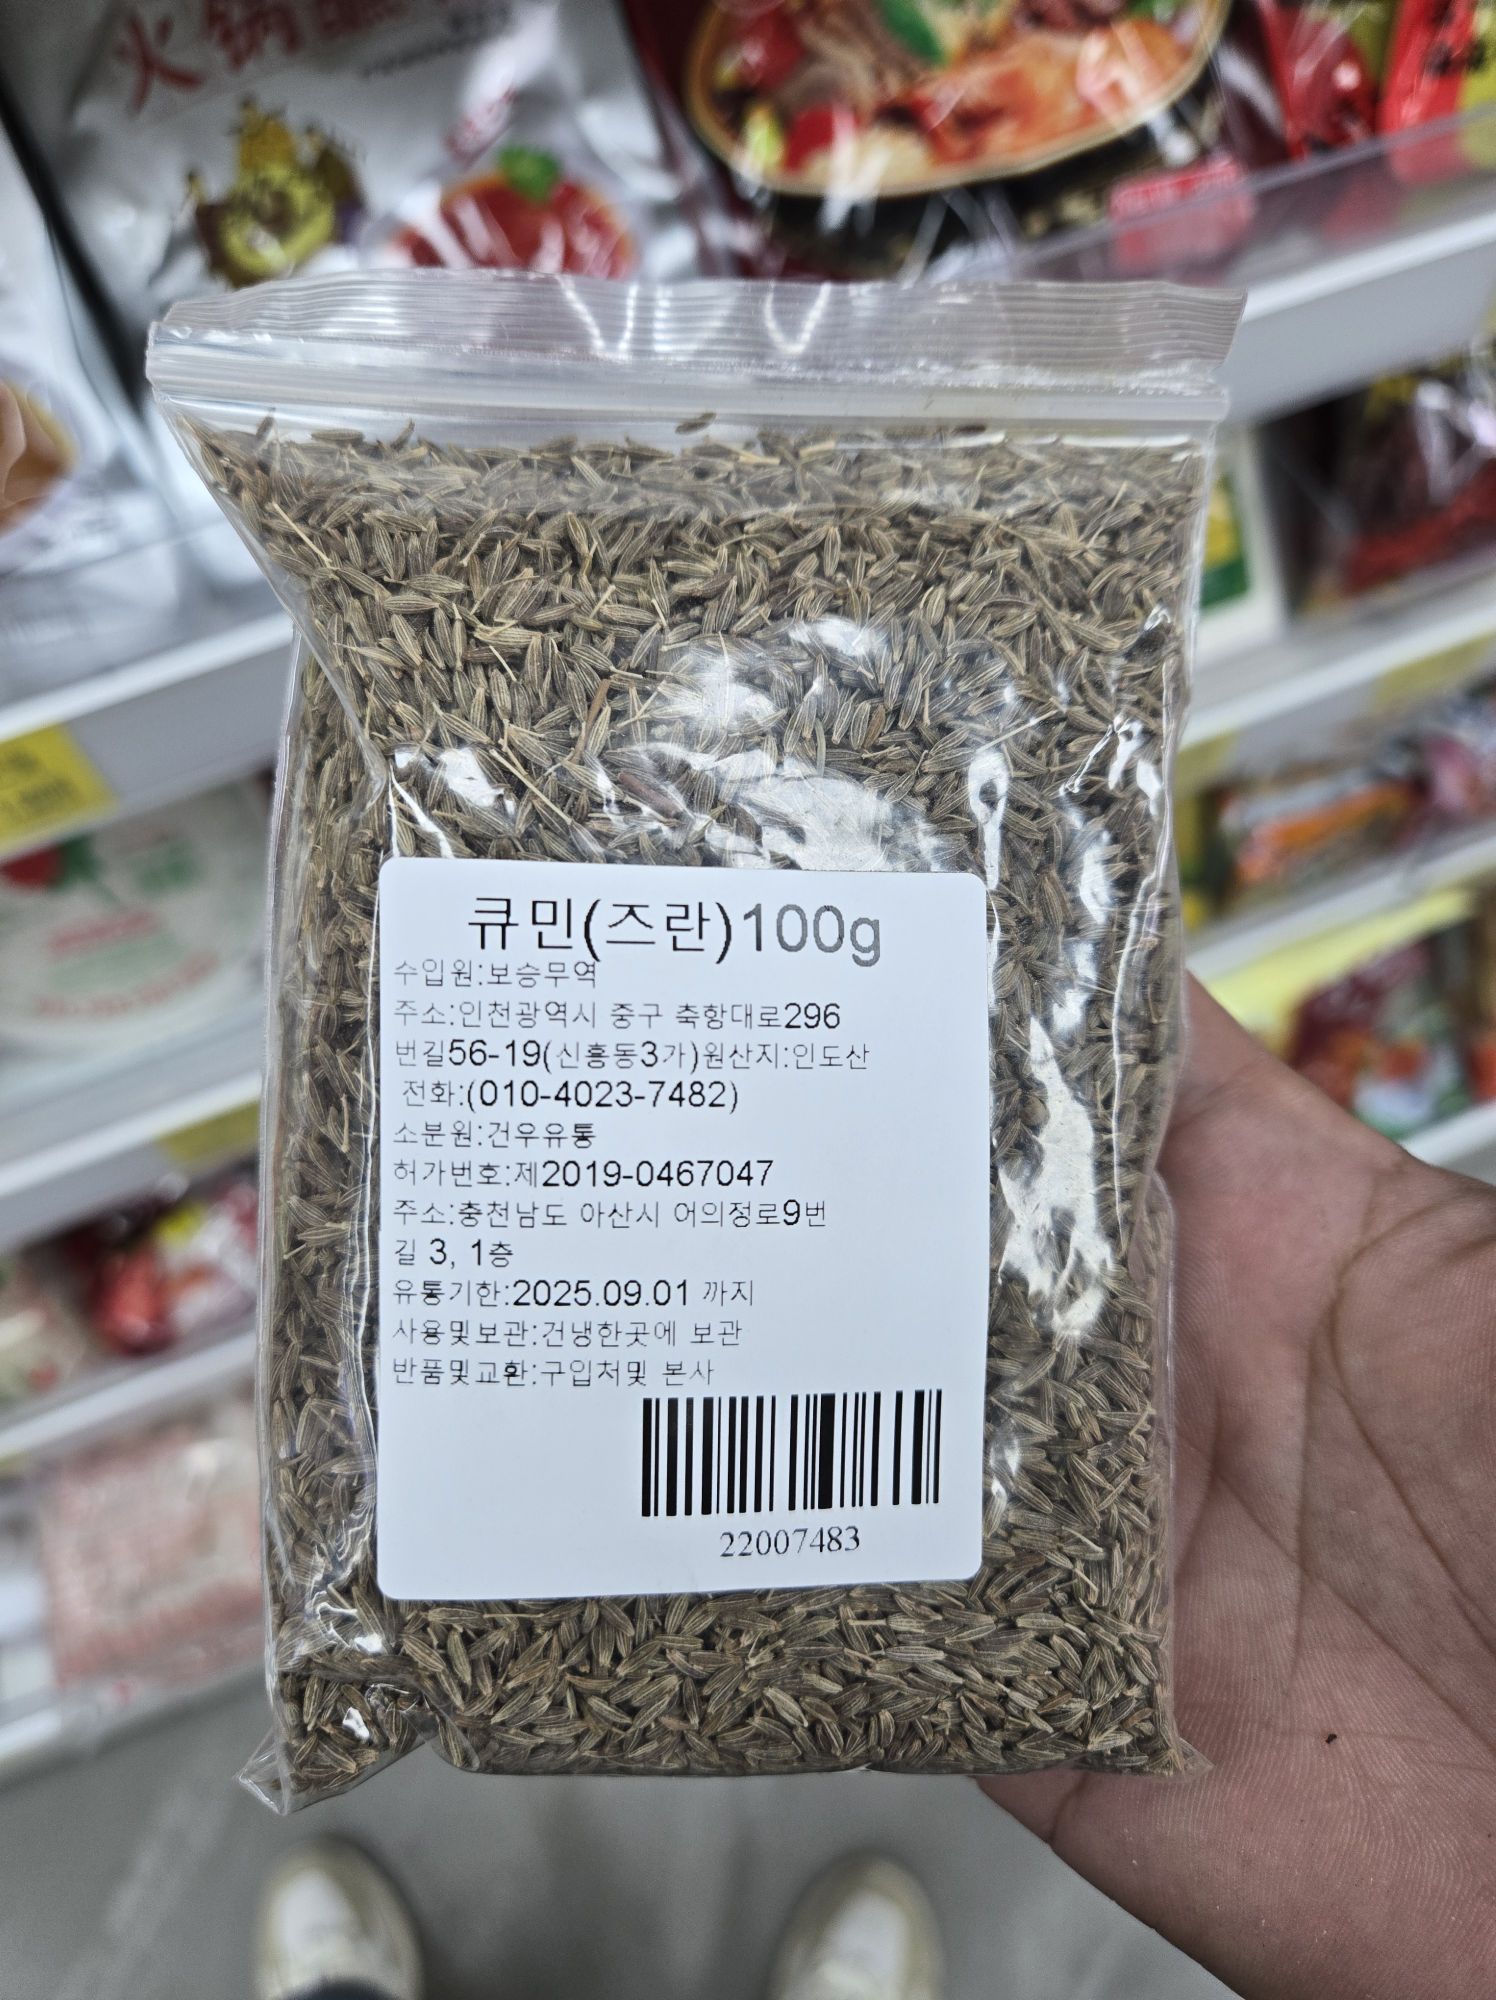 火锅
큐민(즈란)100g
수입원:보승무역
주소:인천광역시 중구 축항대로296
번길56-19(신흥동3가)원산지:인도산
전화:(010-4023-7482)
소분원:건우유통
허가번호:제2019-0467047
주소:충천남도 아산시 어의정로9번
길 3, 1층
유통기한:2025.09.01 까지
사용및보관:건냉한곳에 보관
반품및교환:구입처및 본사
22007483